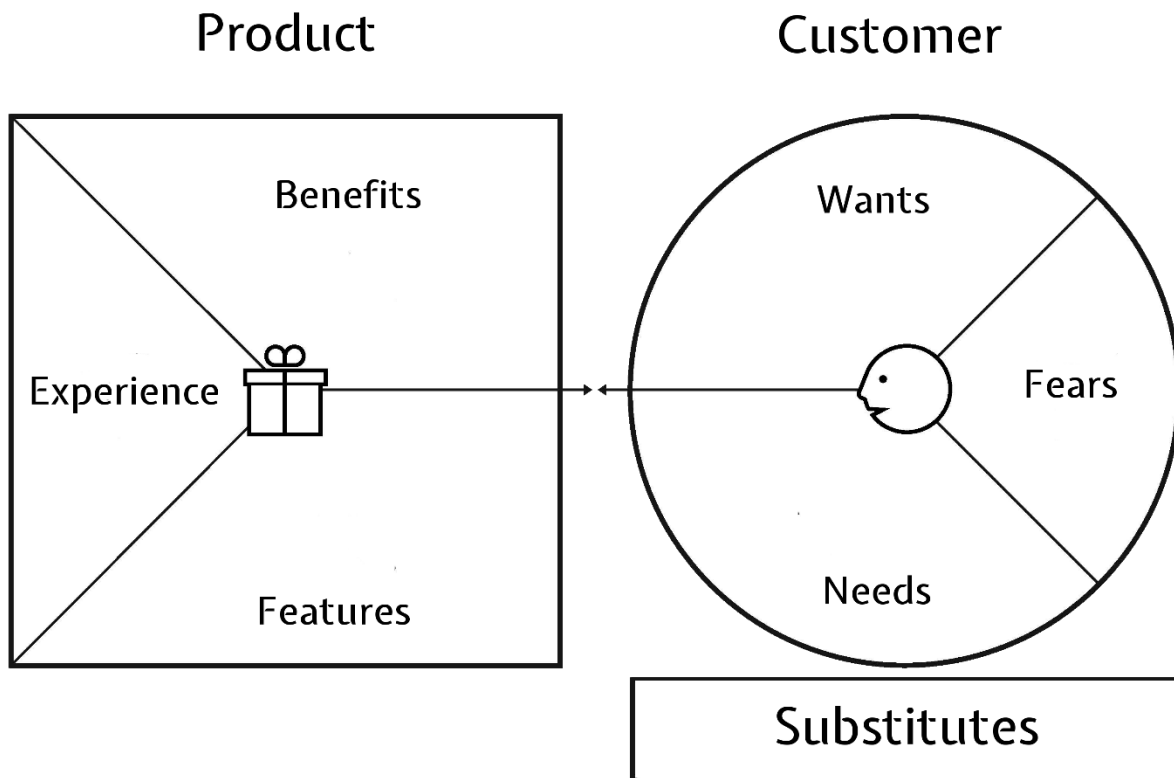 Product
Customer
Benefits
Wants
Experience
Fears
Needs
Features
Substitutes